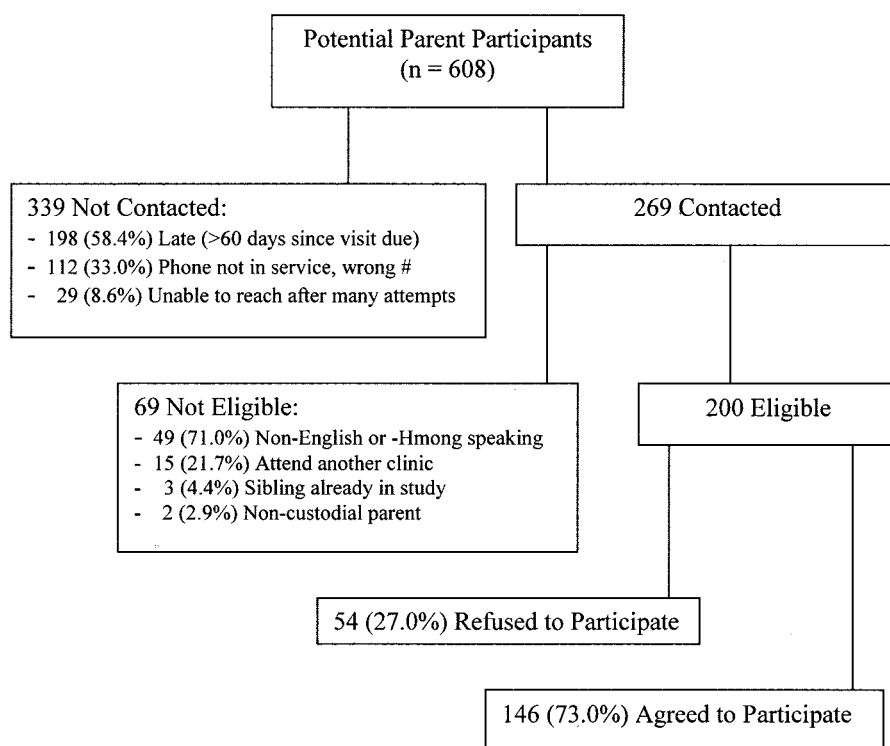 Potential Parent Participants
(n = 608)
339 Not Contacted:
- 198 (58.4%) Late (>60 days since visit due)
- 112 (33.0%) Phone not in service, wrong #
- 29 (8.6%) Unable to reach after many attempts
269 Contacted
69 Not Eligible:
- 49 (71.0%) Non-English or -Hmong speaking
- 15 (21.7%) Attend another clinic
- 3 (4.4%) Sibling already in study
- 2 (2.9%) Non-custodial parent
200 Eligible
54 (27.0%) Refused to Participate
146 (73.0%) Agreed to Participate